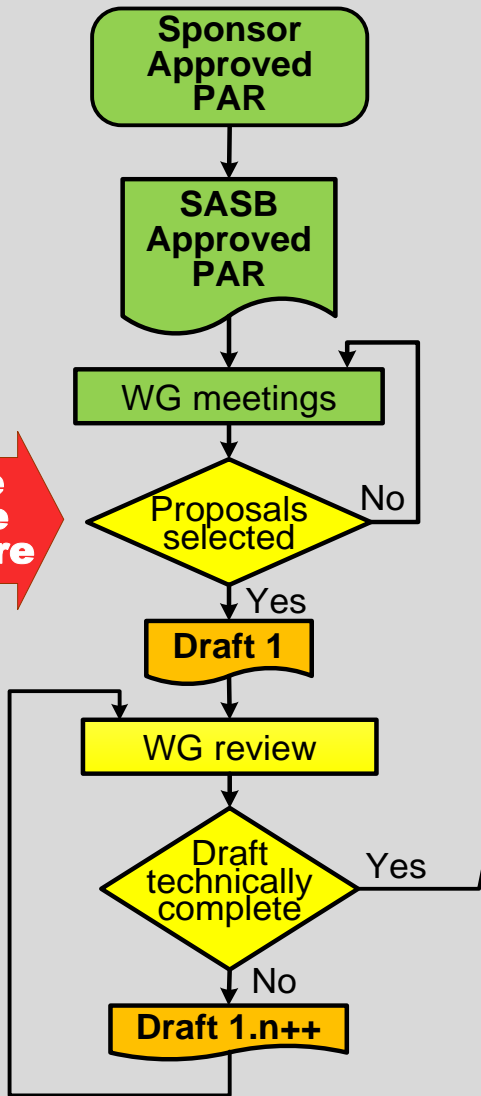 Sponsor
Approved
PAR
SASB
Approved
PAR
WG meetings
Proposals
selected
No
Yes
Draft 1
WG review
Draft
technically
complete
Yes
No
Draft 1.n++